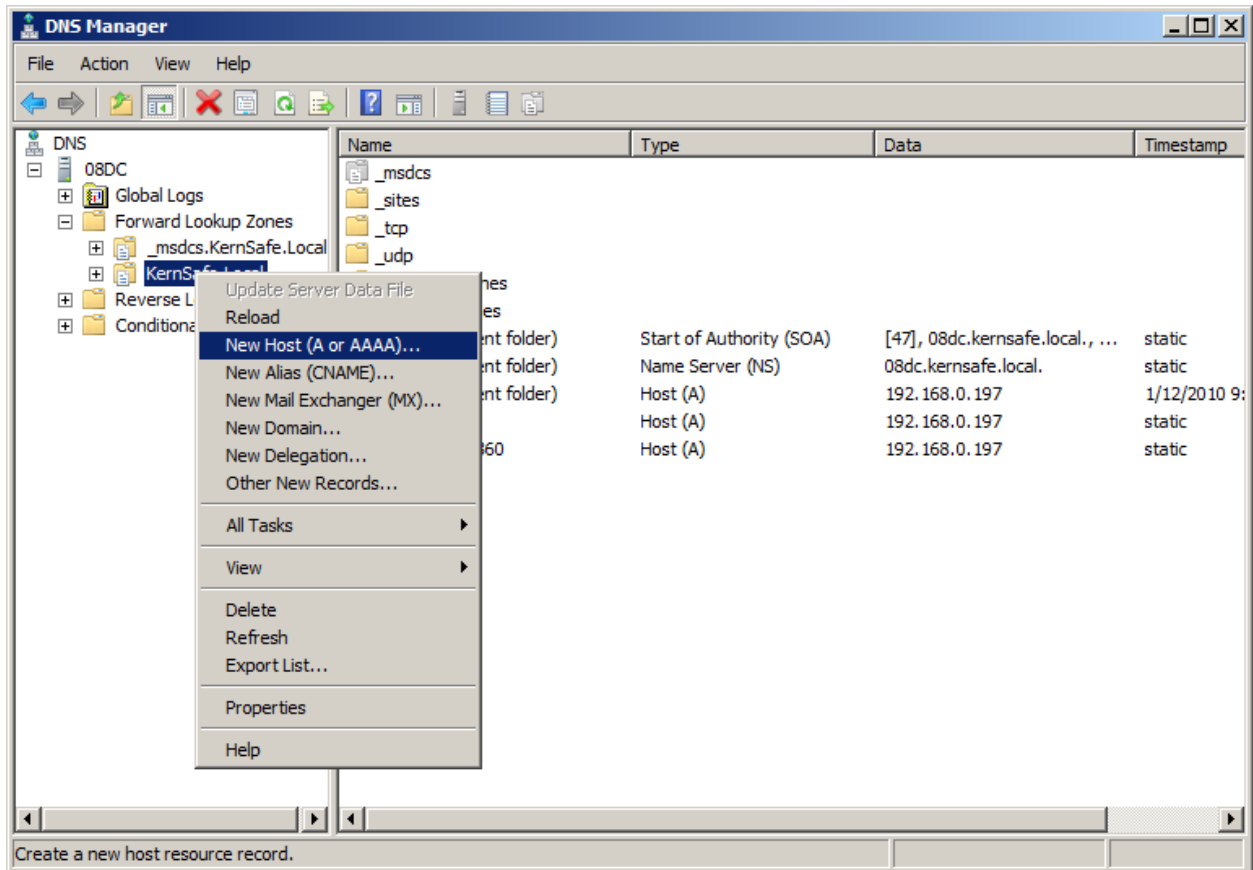 DNS Manager
File Action View Help
DNS
08DC
Global Logs
Forward Lookup Zones
_msdcs.KernSafe.Local
Reverse L
Conditiona
Name Type Data Timestamp
_msdcs
_sites
_tcp
_udp
nes
es
ent folder) Start of Authority (SOA) [47], 08dc.kernsafe.local., ... static
ent folder) Name Server (NS) 08dc.kernsafe.local. static
ent folder) Host (A) 192.168.0.197 1/12/2010 9:
Host (A) 192.168.0.197 static
360 Host (A) 192.168.0.197 static
Update Server Data File
Reload
New Host (A or AAAA)...
New Alias (CNAME)...
New Mail Exchanger (MX)...
New Domain...
New Delegation...
Other New Records...
All Tasks
View
Delete
Refresh
Export List...
Properties
Help
Create a new host resource record.